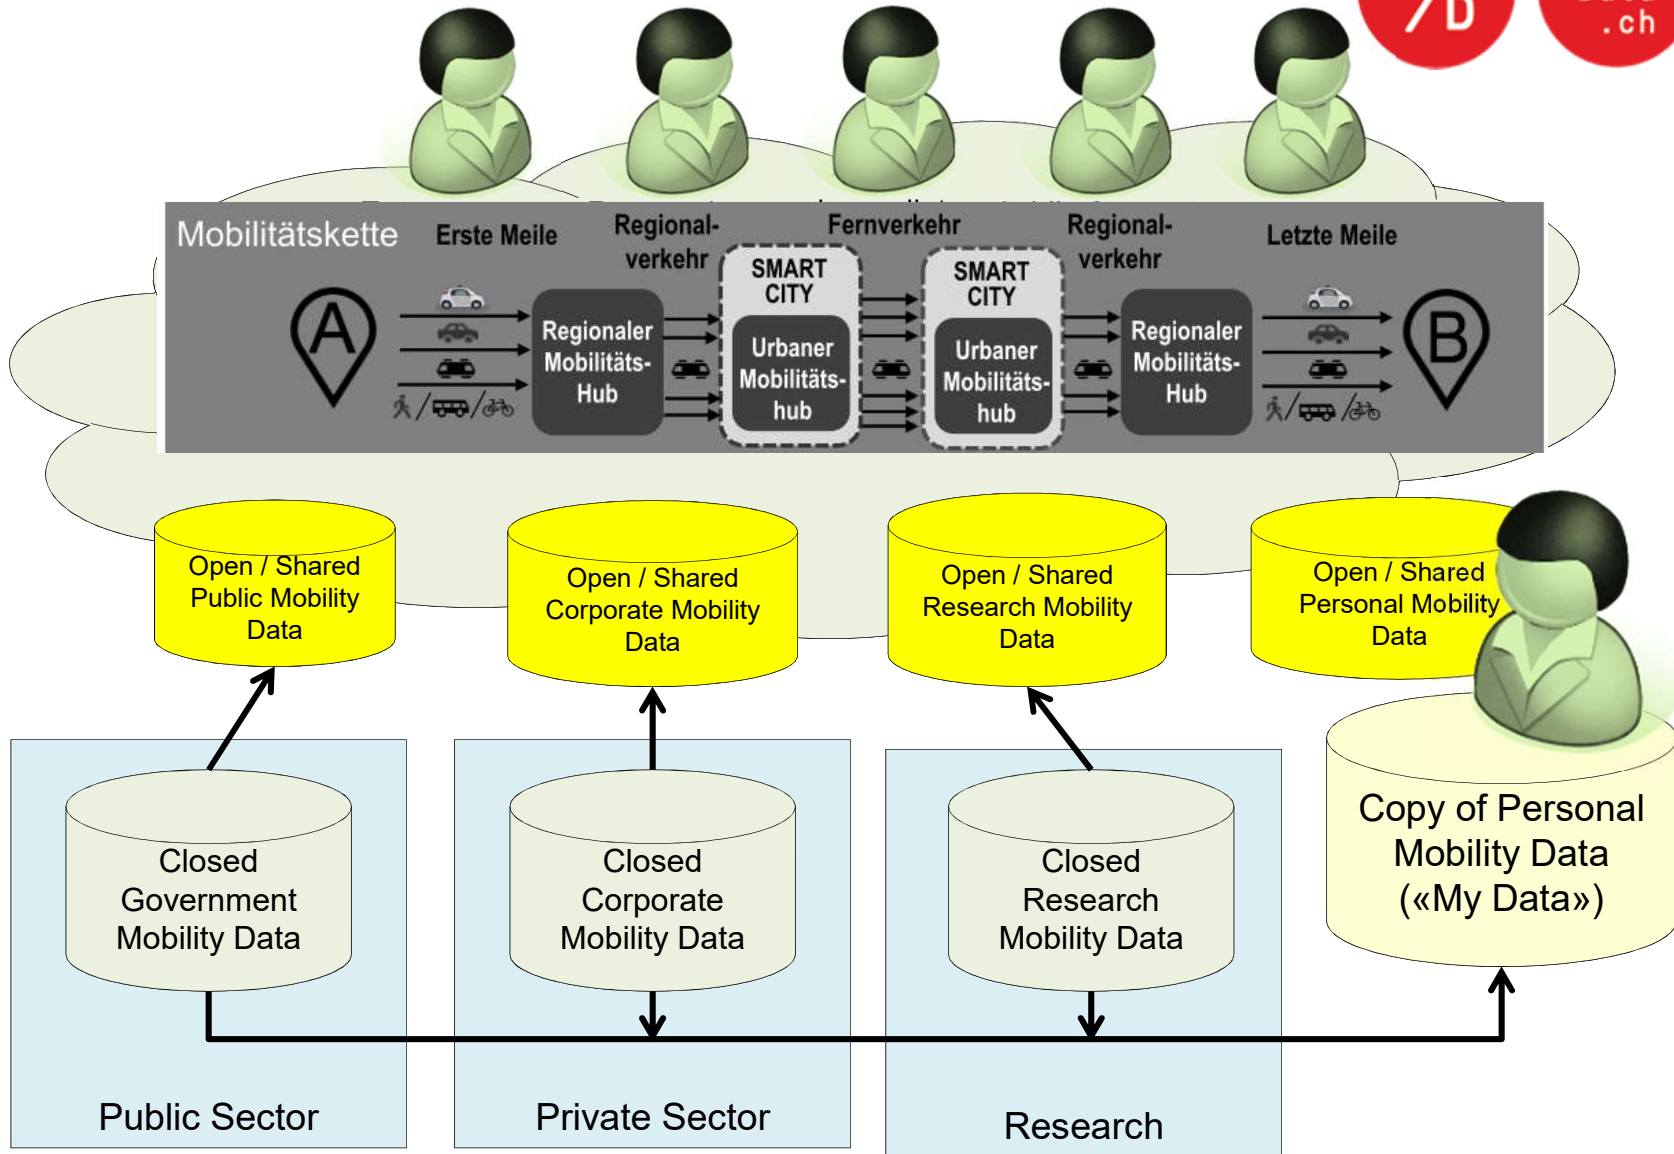 /D
.ch
Mobilitätskette
Erste Meile
Regional-
verkehr
Fernverkehr
Regional-
verkehr
Letzte Meile
SMART
CITY
SMART
CITY
A
Regionaler
Mobilitäts-
Hub
Urbaner
Mobilitäts-
hub
Urbaner
Mobilitäts-
hub
Regionaler
Mobilitäts-
Hub
B
Open / Shared
Public Mobility
Data
Open / Shared
Corporate Mobility
Data
Open / Shared
Research Mobility
Data
Open / Shared
Personal Mobility
Data
Closed
Government
Mobility Data
Closed
Corporate
Mobility Data
Closed
Research
Mobility Data
Copy of Personal
Mobility Data
(«My Data»)
Public Sector
Private Sector
Research